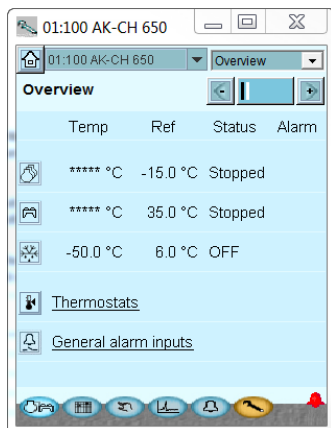 01:100 AK-CH 650
01:100 AK-CH 650 Overview
Overview
Temp Ref Status Alarm
***** °C -15.0 °C Stopped
***** °C 35.0 °C Stopped
-50.0 °C 6.0 °C OFF
Thermostats
General alarm inputs